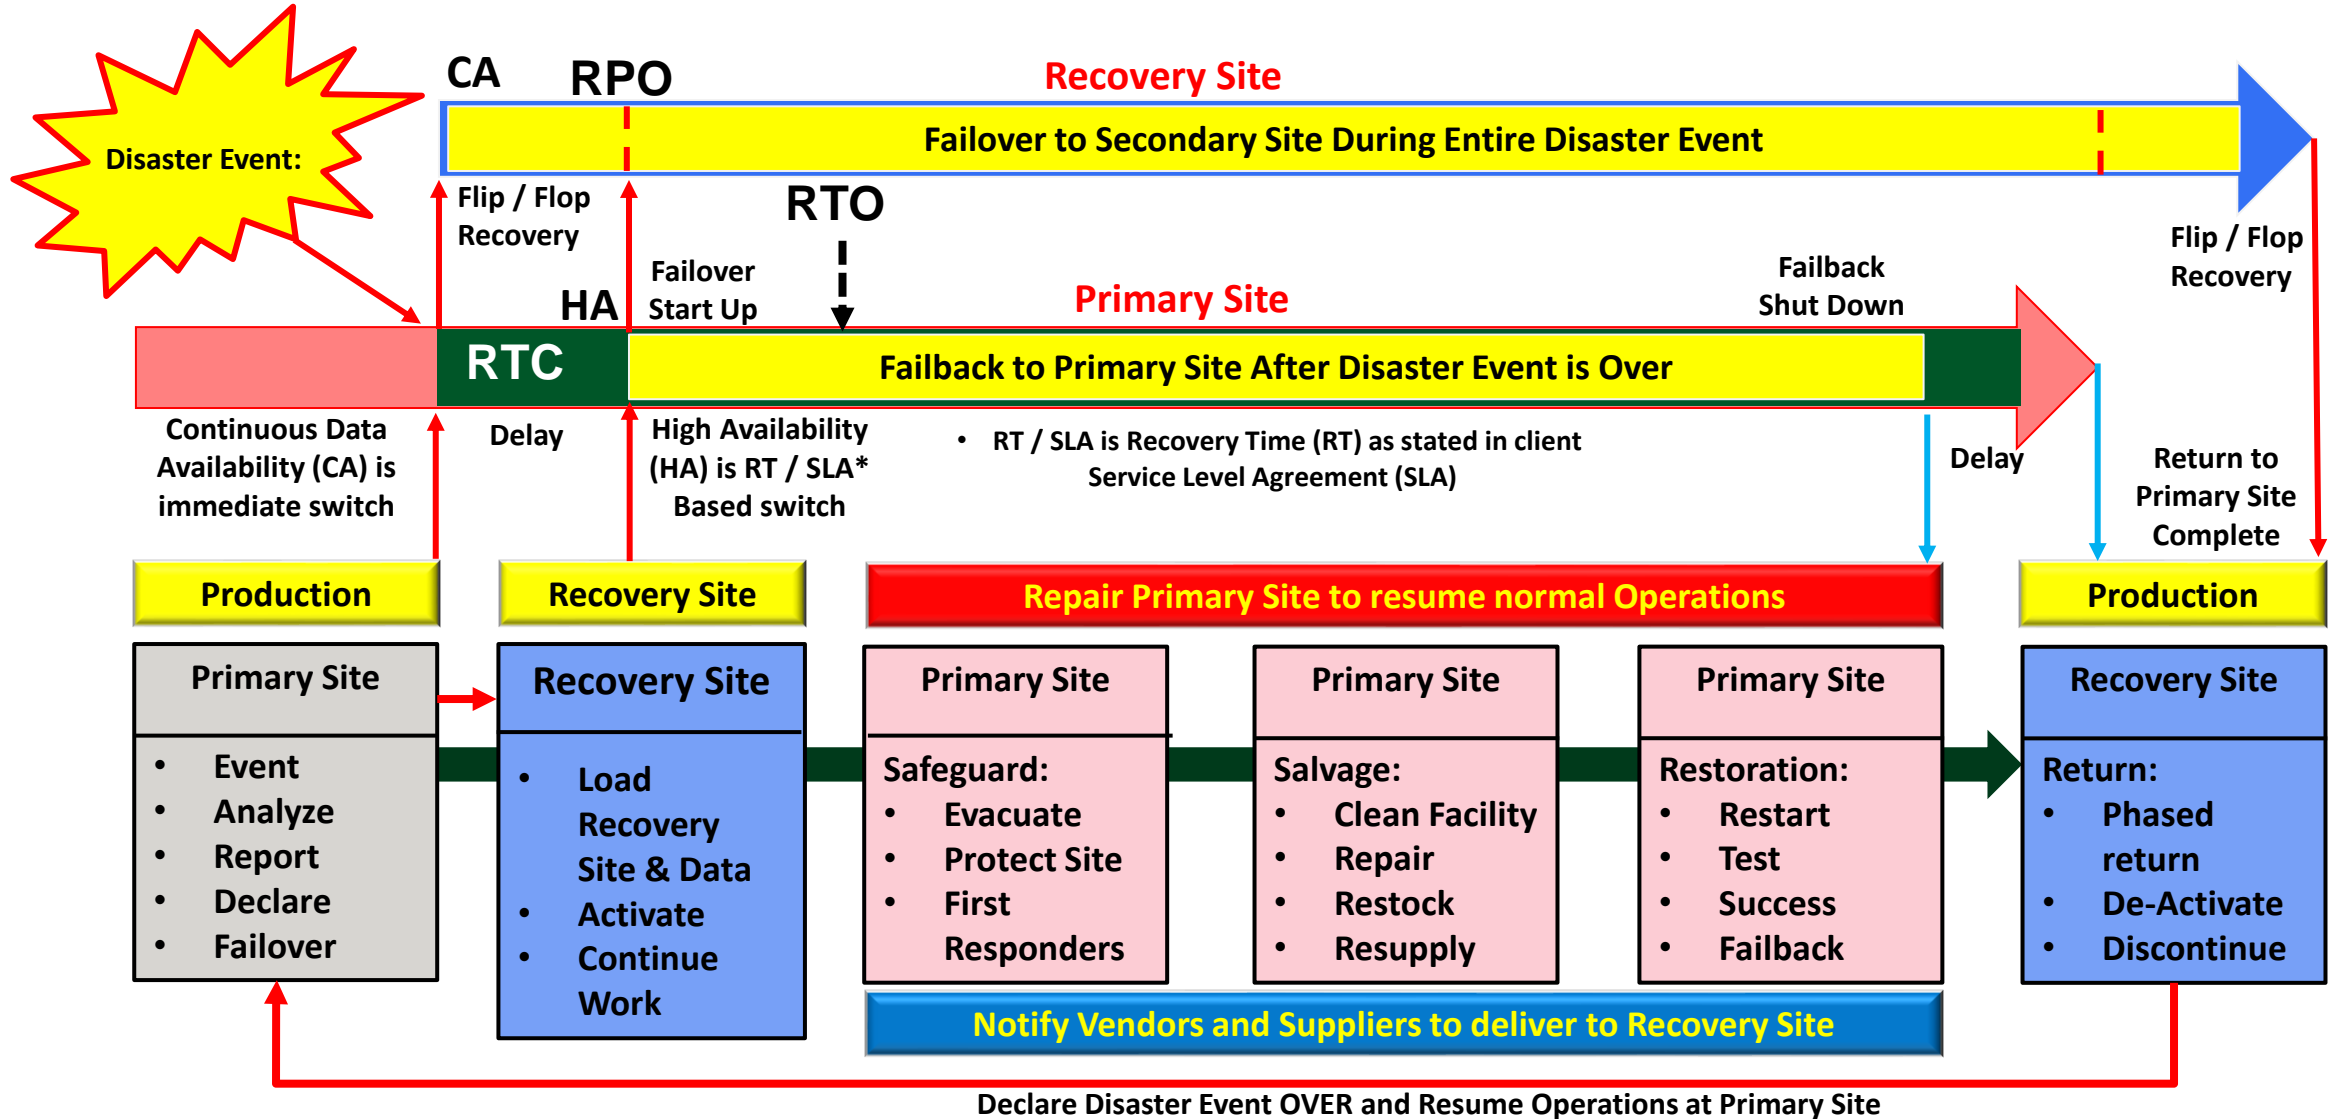 CA
RPO
Recovery Site
Disaster Event:
Failover to Secondary Site During Entire Disaster Event
Flip / Flop
Recovery
RTO
Flip / Flop
Recovery
HA
Failover
Start Up
Primary Site
Failback
Shut Down
RTC
Failback to Primary Site After Disaster Event is Over
Continuous Data
Availability (CA) is
immediate switch
Delay
High Availability
(HA) is RT / SLA*
Based switch
• RT / SLA is Recovery Time (RT) as stated in client
Service Level Agreement (SLA)
Delay
Return to
Primary Site
Complete
Production
Recovery Site
Repair Primary Site to resume normal Operations
Production
Primary Site
• Event
• Analyze
• Report
• Declare
• Failover
Recovery Site
• Load
Recovery
Site & Data
• Activate
• Continue
Work
Primary Site
Safeguard:
• Evacuate
• Protect Site
• First
Responders
Primary Site
Salvage:
• Clean Facility
• Repair
• Restock
• Resupply
Primary Site
Restoration:
• Restart
• Test
• Success
• Failback
Recovery Site
Return:
• Phased
return
• De-Activate
• Discontinue
Notify Vendors and Suppliers to deliver to Recovery Site
Declare Disaster Event OVER and Resume Operations at Primary Site